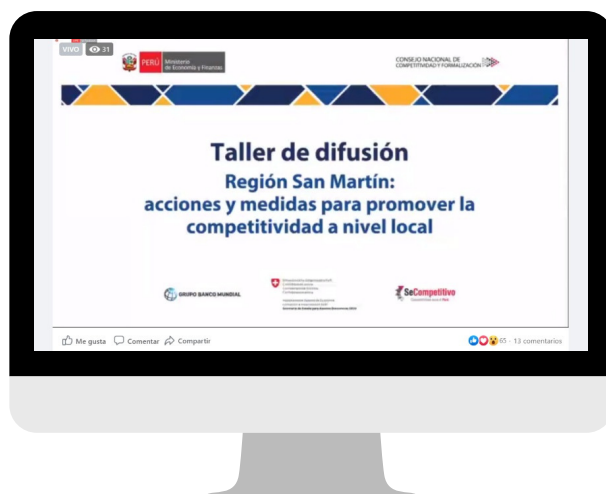 VIVO 31
PERÚ
Ministerio
de Economía y Finanzas
CONSEJO NACIONAL DE
COMPETITIVIDAD Y FORMALIZACIÓN
Taller de difusión
Región San Martín:
acciones y medidas para promover la
competitividad a nivel local
GRUPO BANCO MUNDIAL
SeCompetitivo
Me gusta Comentar Compartir
65 · 13 comentarios